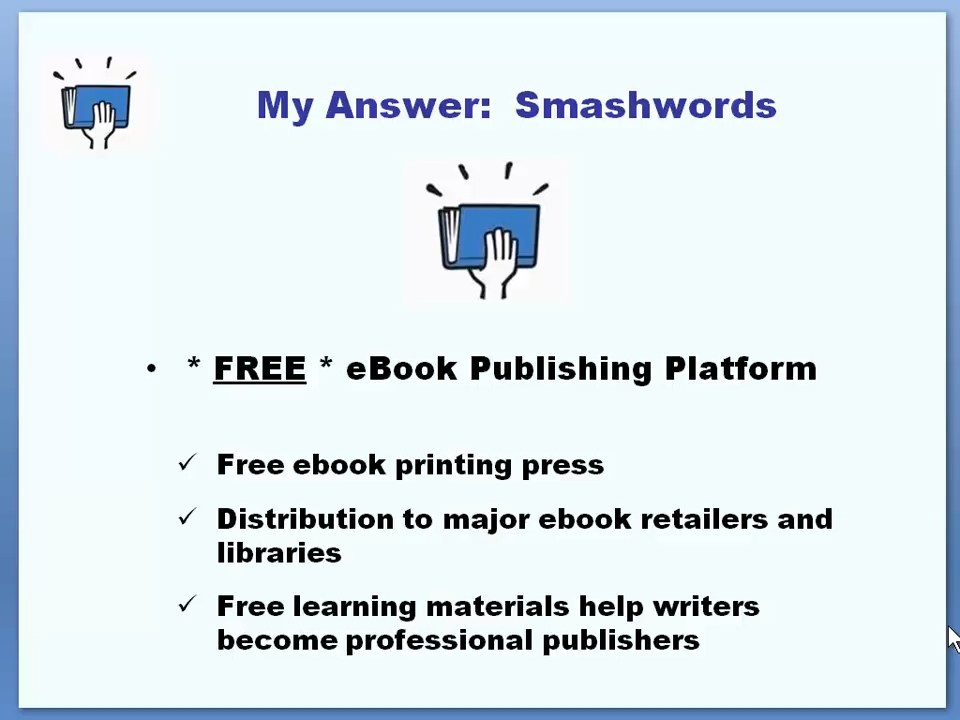 My Answer:  Smashwords
• * FREE * eBook Publishing Platform
✓ Free ebook printing press
✓ Distribution to major ebook retailers and
libraries
✓ Free learning materials help writers
become professional publishers